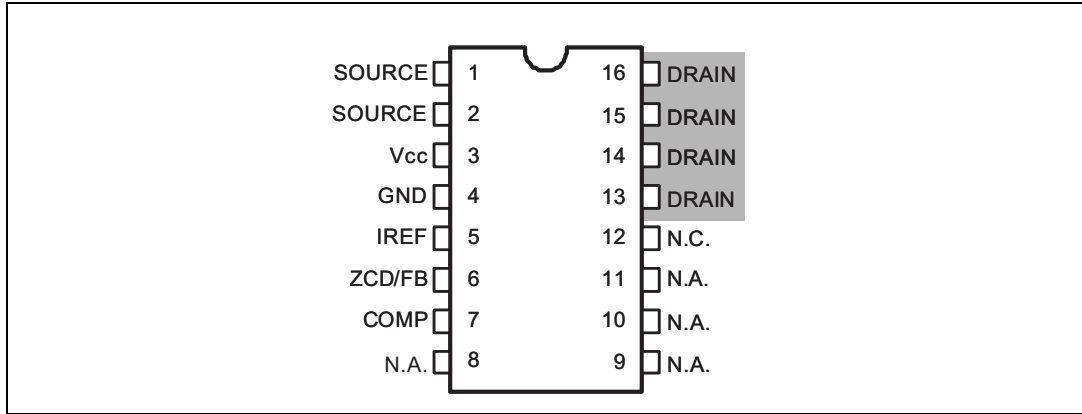 SOURCE 1 16 DRAIN
SOURCE 2 15 DRAIN
Vcc 3 14 DRAIN
GND 4 13 DRAIN
IREF 5 12 N.C.
ZCD/FB 6 11 N.A.
COMP 7 10 N.A.
N.A. 8 9 N.A.